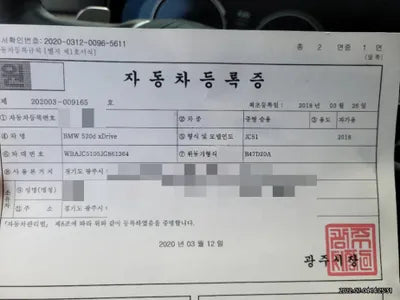 서확인번호: 2020-0312-0096-5611
총 2 면중 1 면
자동차등록증
제 202003-009165 호
최초등록일 : 2018 년 03 월 26 일
① 자동차등록번호 ② 차종 중형 승용 ③ 용도 자가용
④ 차명 BMW 520d xDrive ⑤ 형식 및 모델연도 JC51 2018
⑥ 차대번호 ⑦ 원동기형식 B47D20A
⑧ 사용본거지 경기도 광주시
⑨ 성명(명칭)
⑪ 주소 경기도 광주시
「자동차관리법」 제8조에 따라 위와 같이 등록하였음을 증명합니다.
2020 년 03 월 12 일
광주시장